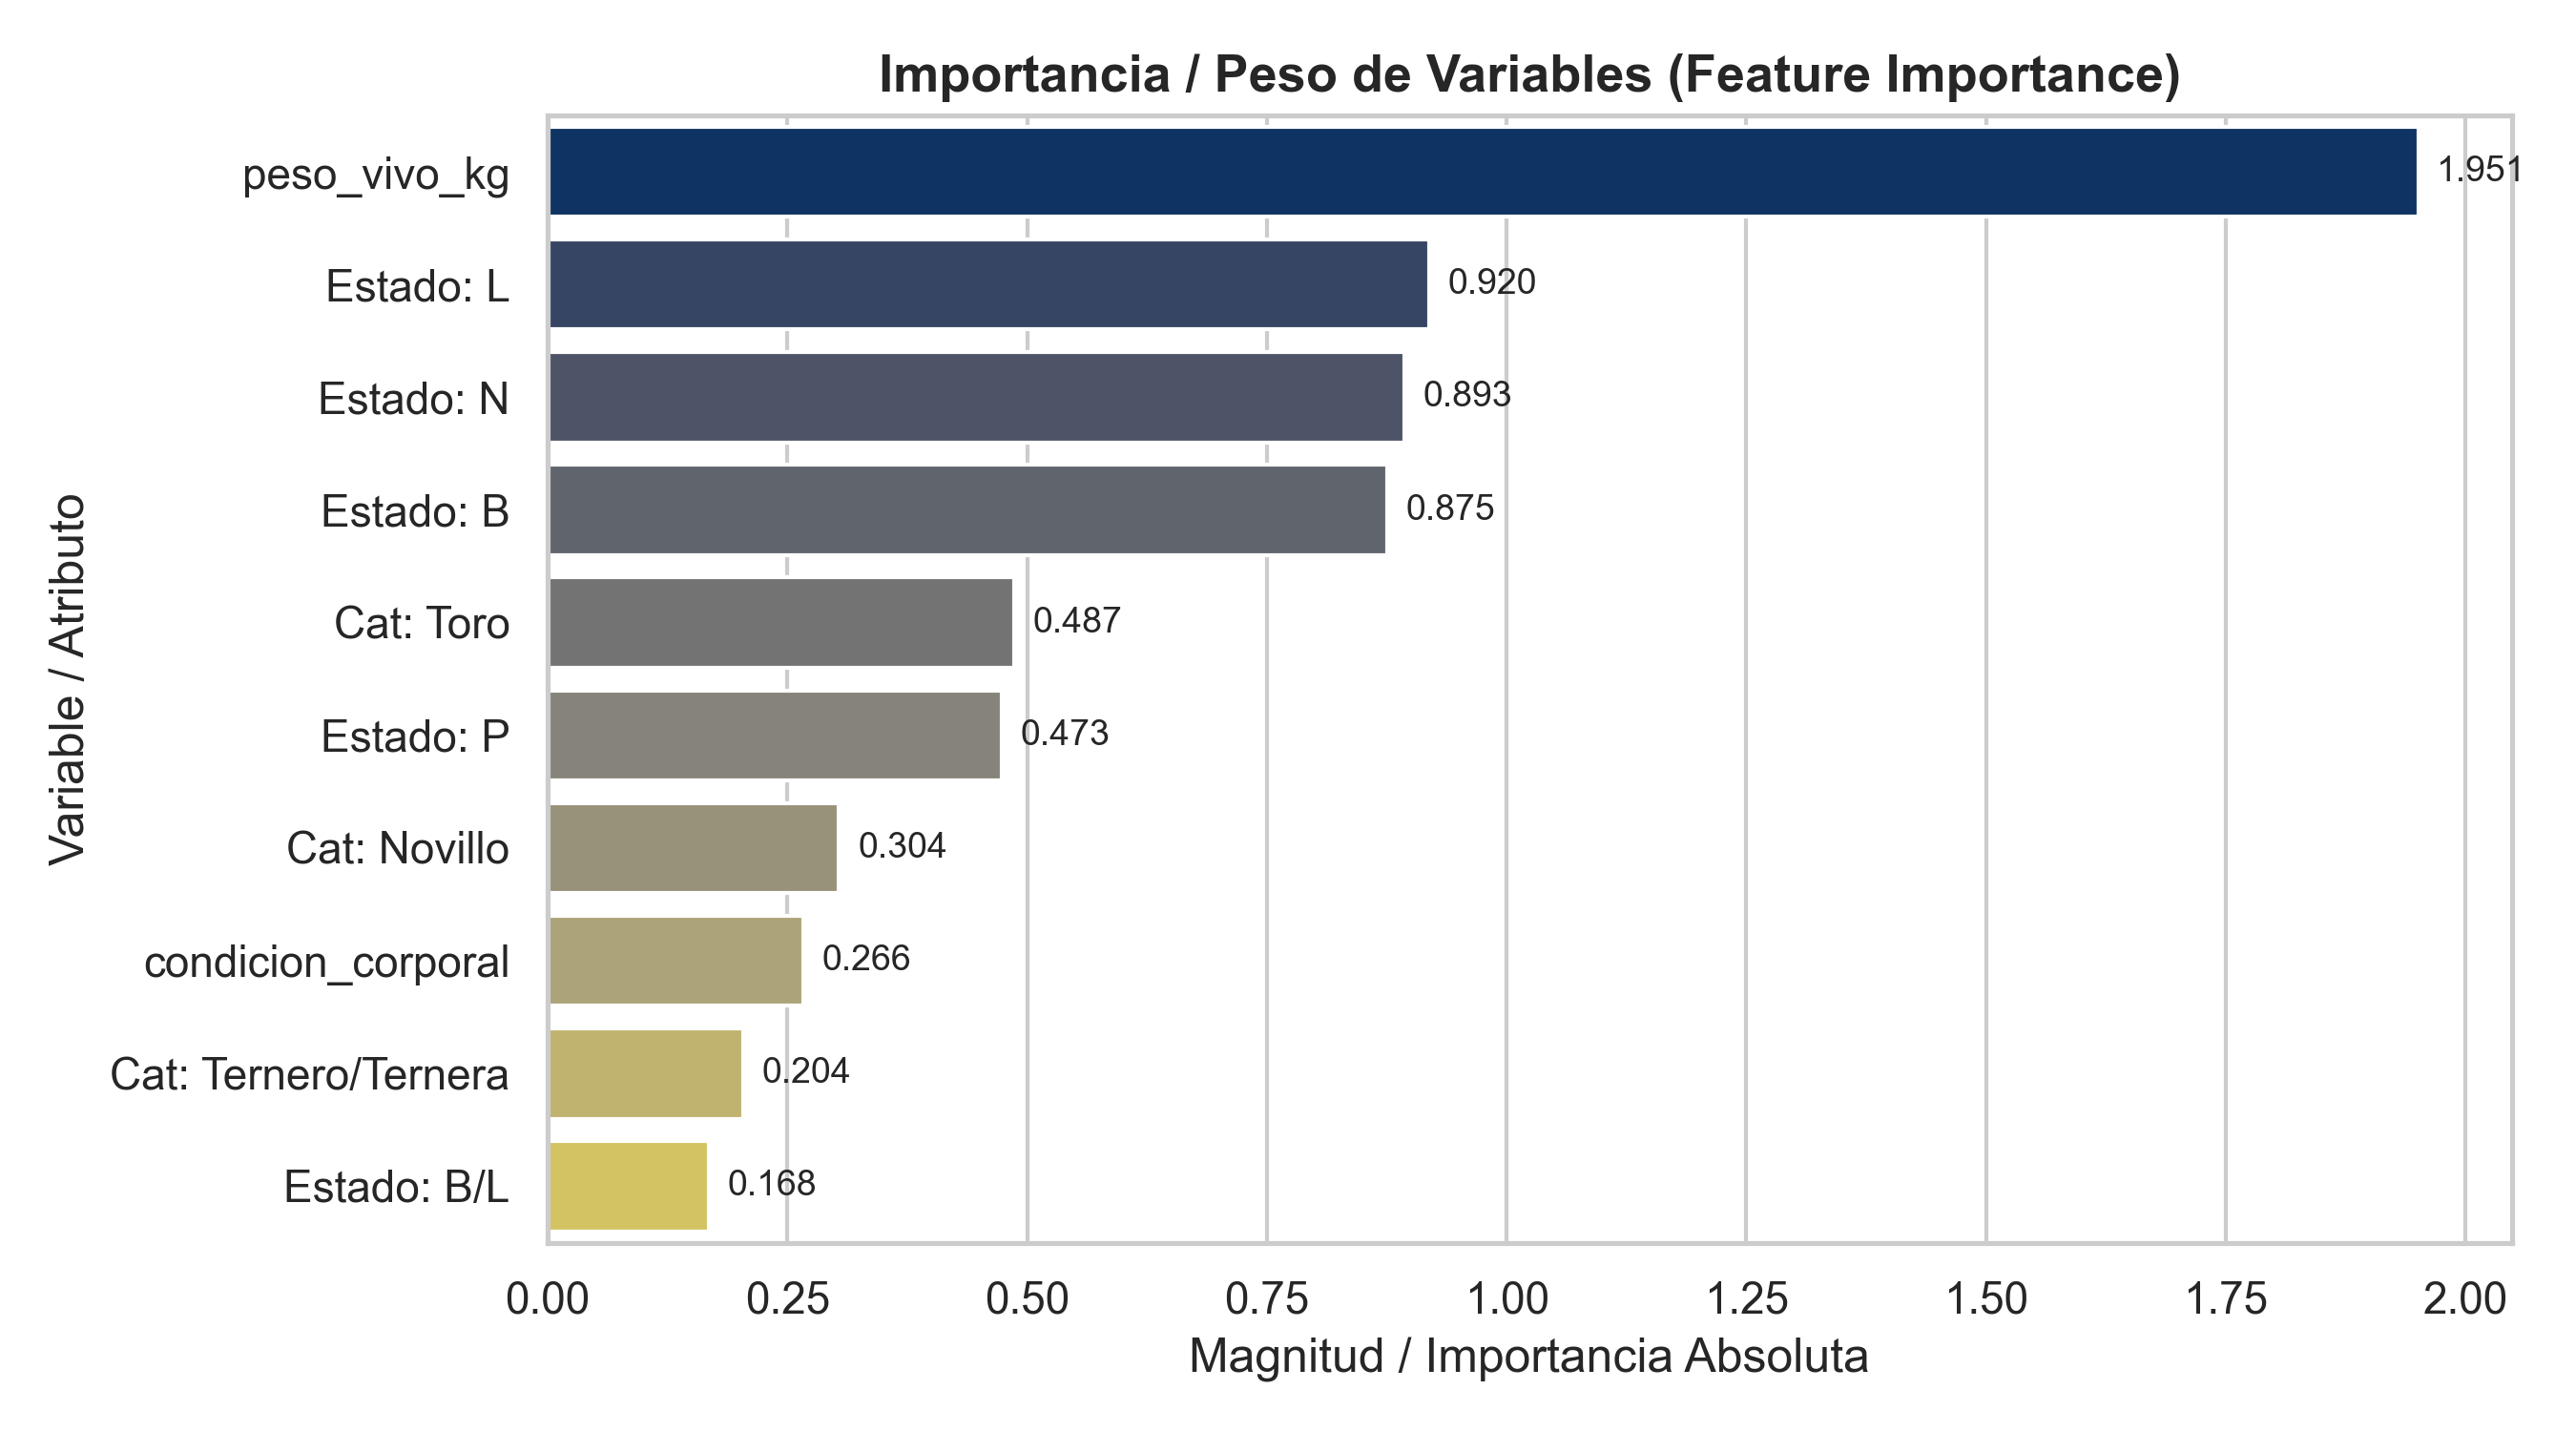 Importancia / Peso de Variables (Feature Importance)
Variable / Atributo
peso_vivo_kg 1.951
Estado: L 0.920
Estado: N 0.893
Estado: B 0.875
Cat: Toro 0.487
Estado: P 0.473
Cat: Novillo 0.304
condicion_corporal 0.266
Cat: Ternero/Ternera 0.204
Estado: B/L 0.168
0.00 0.25 0.50 0.75 1.00 1.25 1.50 1.75 2.00
Magnitud / Importancia Absoluta